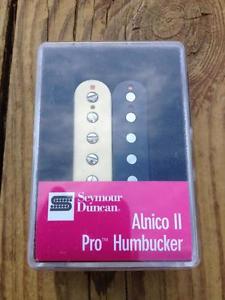 Seymour
Duncan.
Alnico II
Pro™ Humbucker